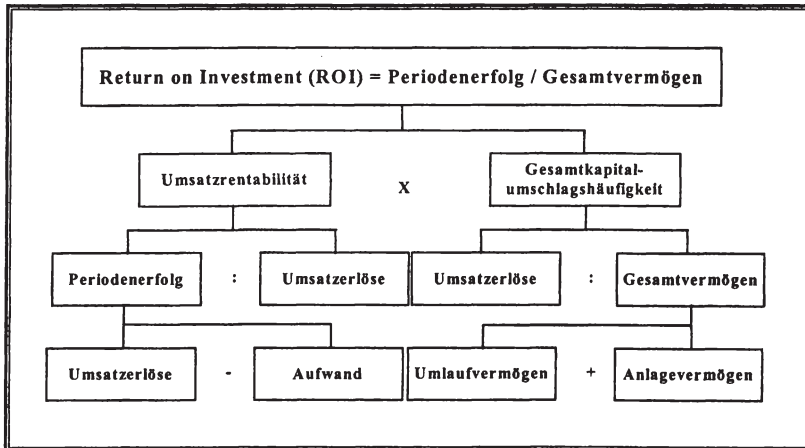 Return on Investment (ROI) = Periodenerfolg / Gesamtvermögen
Umsatzrentabilität
X
Gesamtkapital-
umschlagshäufigkeit
Periodenerfolg : Umsatzerlöse Umsatzerlöse : Gesamtvermögen
Umsatzerlöse - Aufwand Umlaufvermögen + Anlagevermögen